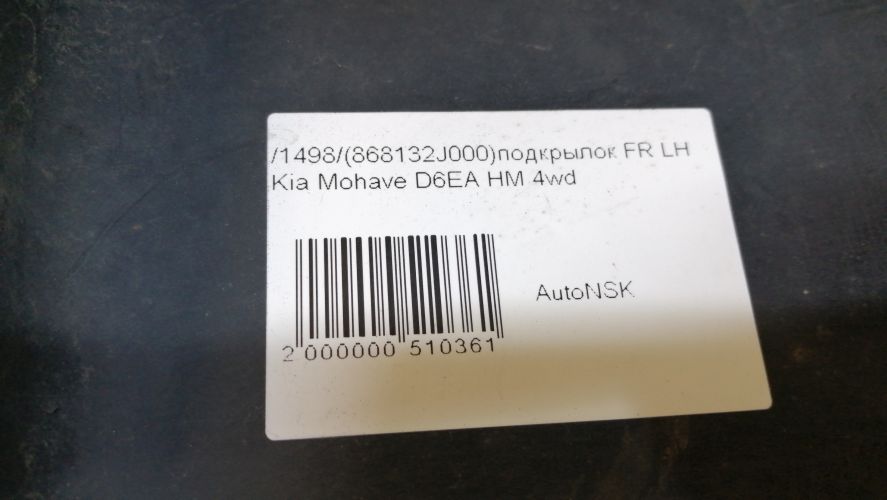 /1498/(868132J000)подкрылок FR LH
Kia Mohave D6EA HM 4wd
AutoNSK
2 000000 510361